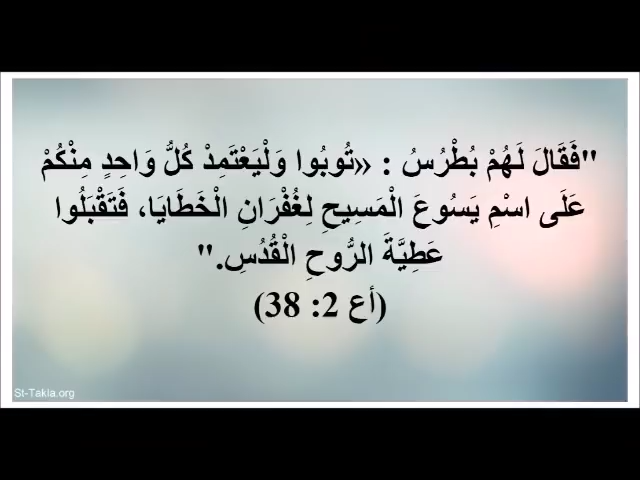 "فَقَالَ لَهُمْ بُطْرُسُ : «تُوبُوا وَلْيَعْتَمِدْ كُلُّ وَاحِدٍ مِنْكُمْ
عَلَى اسْمِ يَسُوعَ الْمَسِيحِ لِغُفْرَانِ الْخَطَايَا، فَتَقْبَلُوا
عَطِيَّةَ الرُّوحِ الْقُدُسِ."
(أع 2: 38)
St-Takla.org